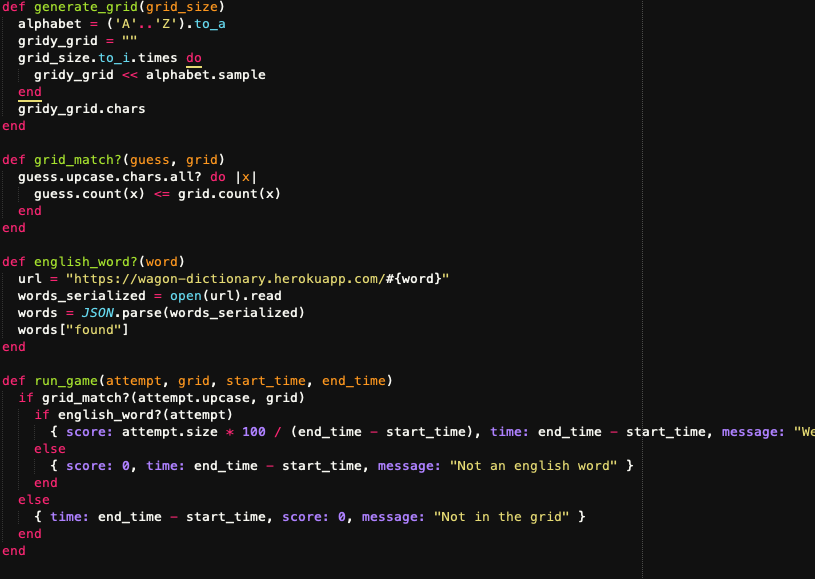 def generate_grid(grid_size)
  alphabet = ('A'..'Z').to_a
  gridy_grid = ""
  grid_size.to_i.times do
    gridy_grid << alphabet.sample
  end
  gridy_grid.chars
end

def grid_match?(guess, grid)
  guess.upcase.chars.all? do |x|
    guess.count(x) <= grid.count(x)
  end
end

def english_word?(word)
  url = "https://wagon-dictionary.herokuapp.com/#{word}"
  words_serialized = open(url).read
  words = JSON.parse(words_serialized)
  words["found"]
end

def run_game(attempt, grid, start_time, end_time)
  if grid_match?(attempt.upcase, grid)
    if english_word?(attempt)
      { score: attempt.size * 100 / (end_time - start_time), time: end_time - start_time, message: "We
    else
      { score: 0, time: end_time - start_time, message: "Not an english word" }
    end
  else
    { time: end_time - start_time, score: 0, message: "Not in the grid" }
  end
end